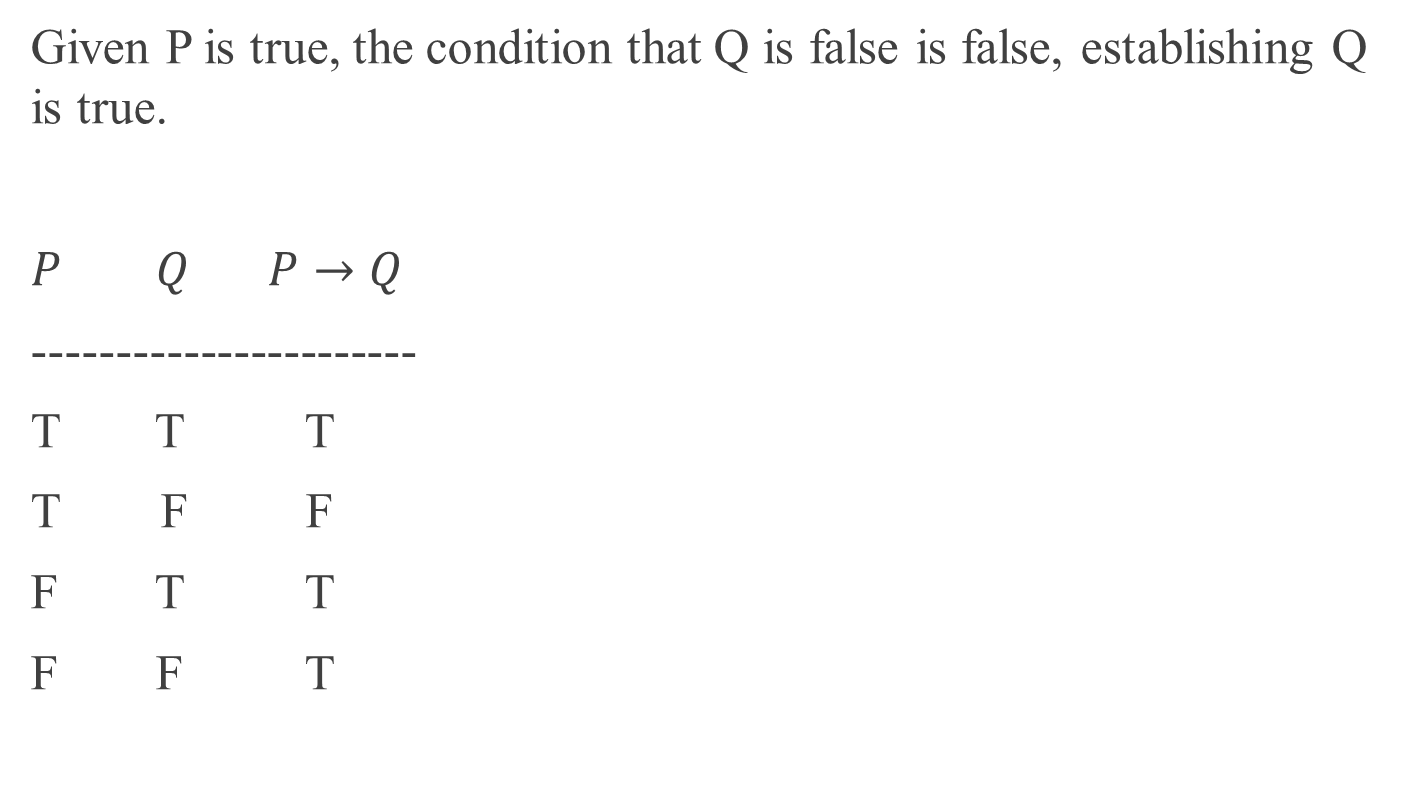 Given P is true, the condition that Q is false is false, establishing Q
is true.
P Q P → Q
-----------------------
T T T
T F F
F T T
F F T